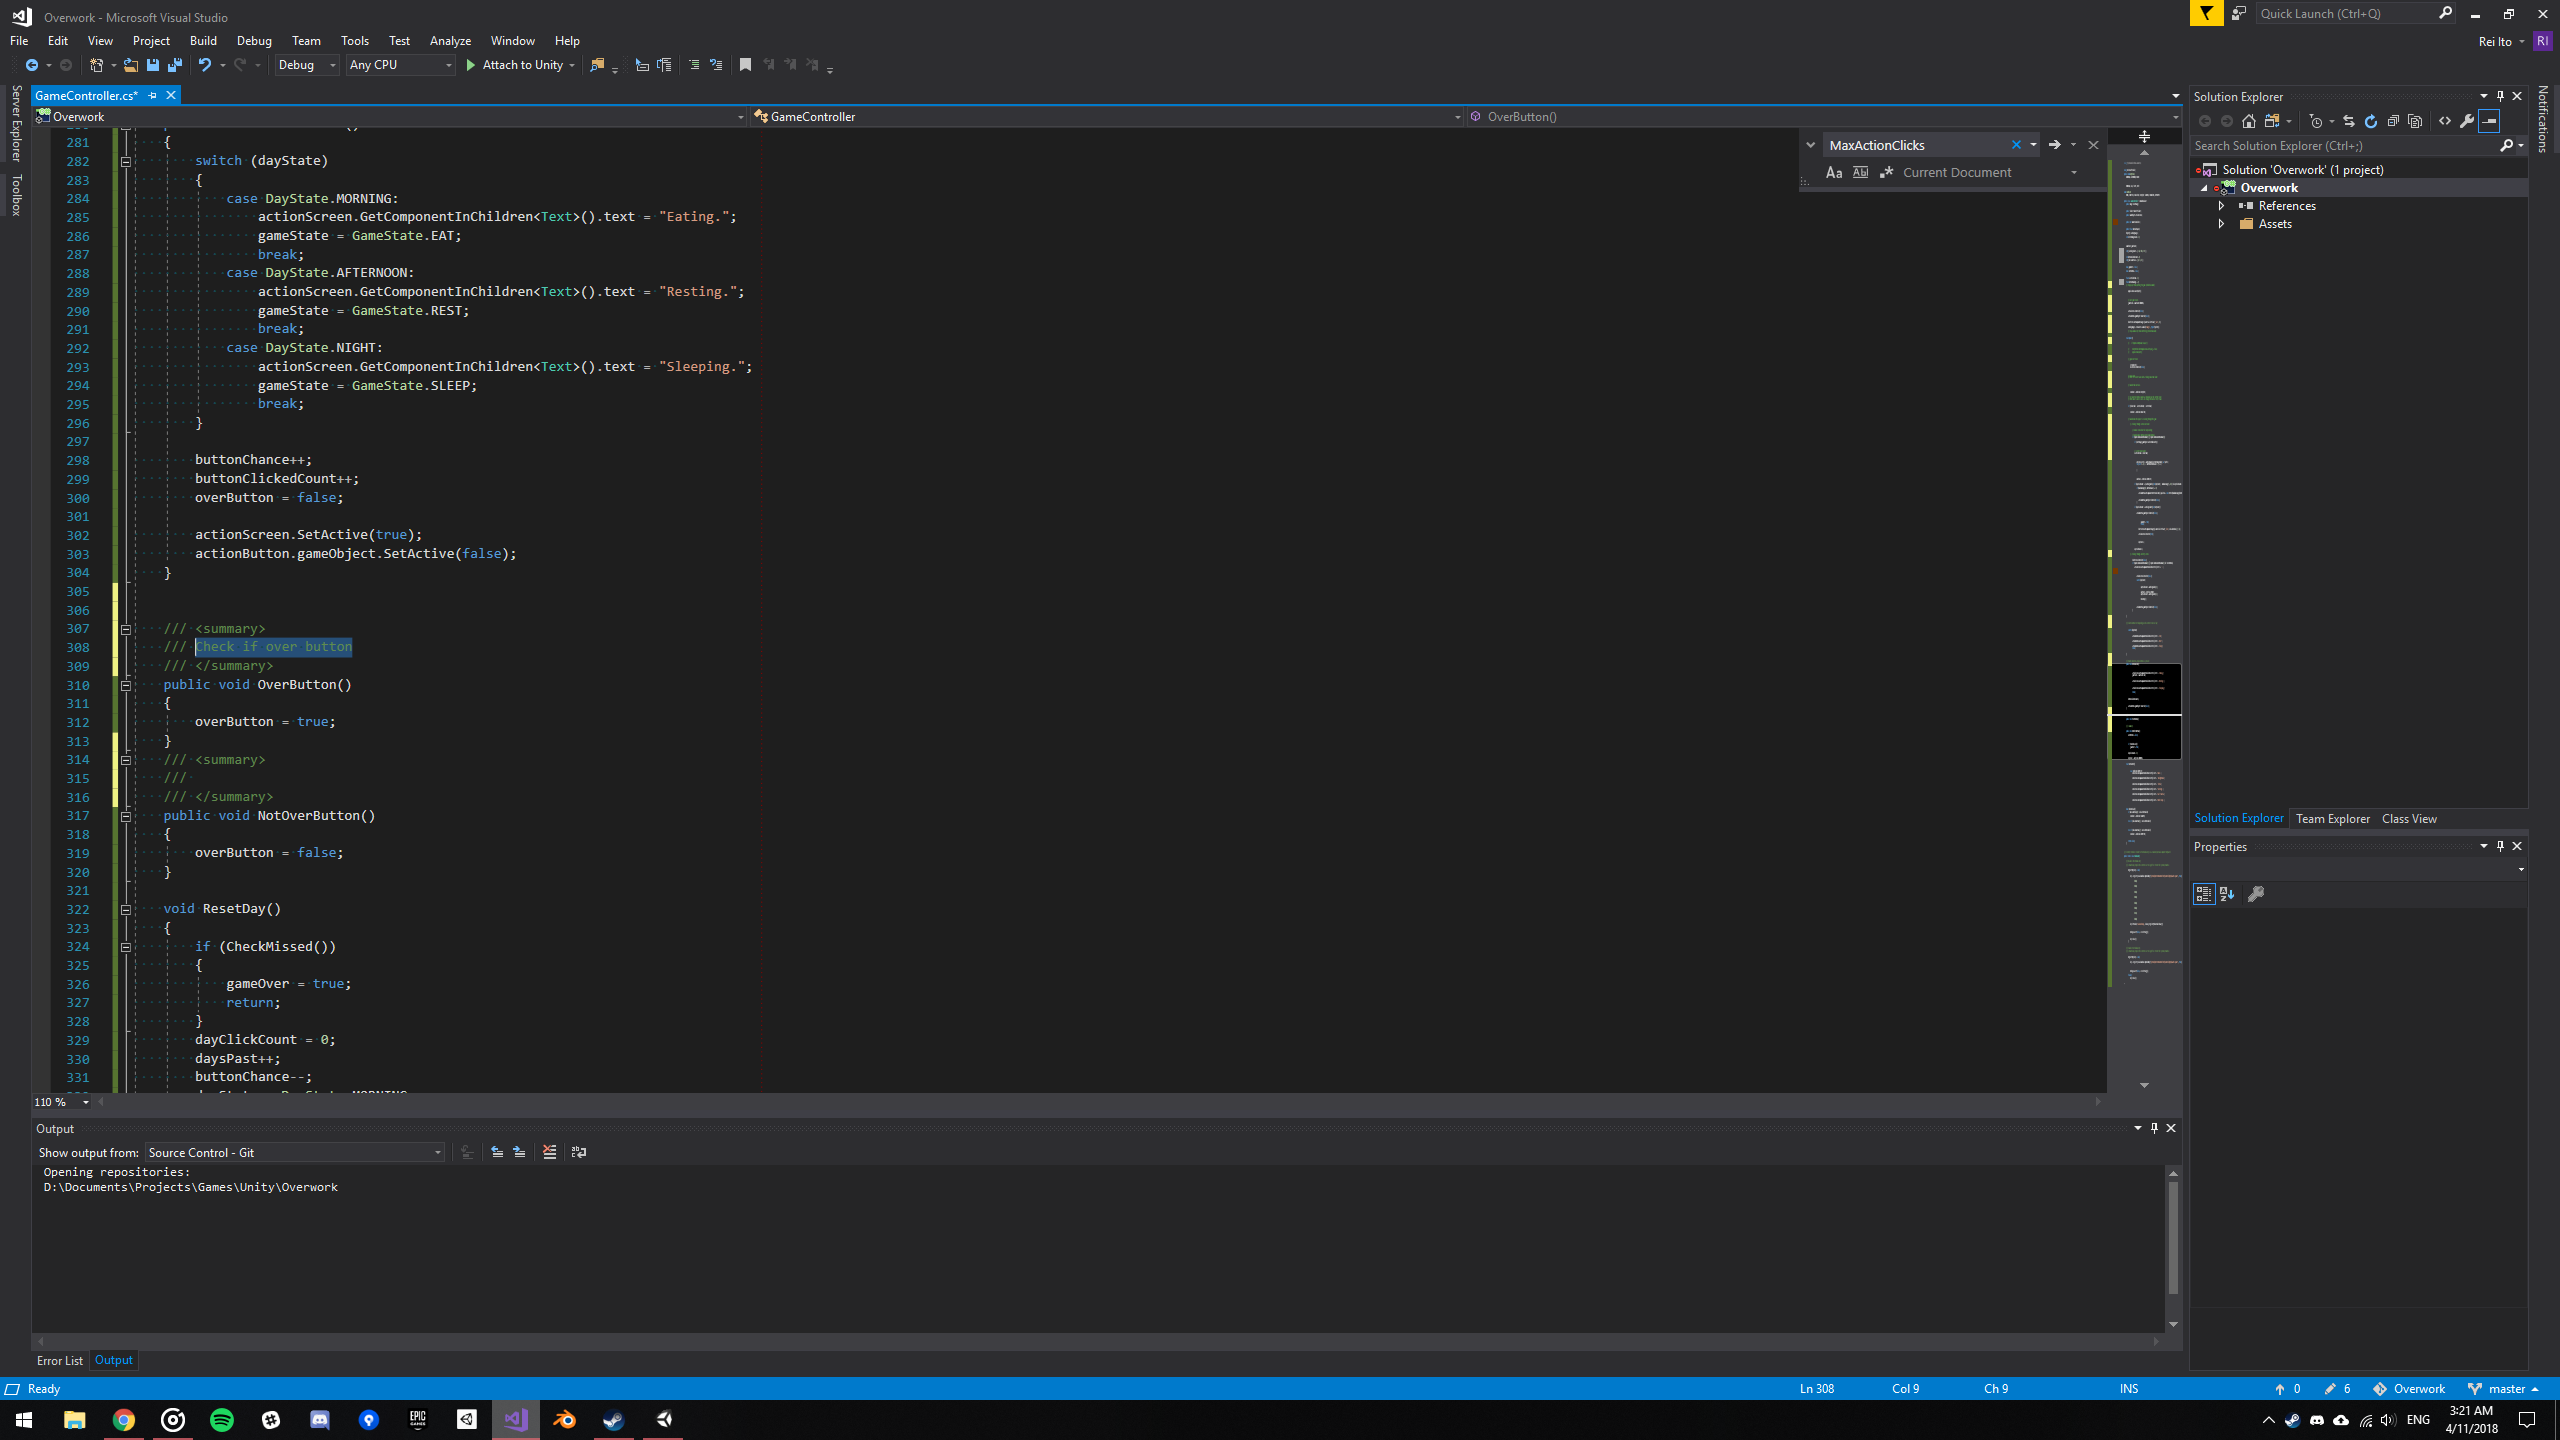 Overwork - Microsoft Visual Studio
Quick Launch (Ctrl+Q)
File Edit View Project Build Debug Team Tools Test Analyze Window Help
Rei Ito RI
Debug Any CPU Attach to Unity
Server Explorer
Toolbox
Notifications
GameController.cs*
Overwork GameController OverButton()
MaxActionClicks
Aa Ab Current Document
281 {
282 switch (dayState)
283 {
284 case DayState.MORNING:
285 actionScreen.GetComponentInChildren<Text>().text = "Eating.";
286 gameState = GameState.EAT;
287 break;
288 case DayState.AFTERNOON:
289 actionScreen.GetComponentInChildren<Text>().text = "Resting.";
290 gameState = GameState.REST;
291 break;
292 case DayState.NIGHT:
293 actionScreen.GetComponentInChildren<Text>().text = "Sleeping.";
294 gameState = GameState.SLEEP;
295 break;
296 }
297
298 buttonChance++;
299 buttonClickedCount++;
300 overButton = false;
301
302 actionScreen.SetActive(true);
303 actionButton.gameObject.SetActive(false);
304 }
305
306
307 /// <summary>
308 /// Check if over button
309 /// </summary>
310 public void OverButton()
311 {
312 overButton = true;
313 }
314 /// <summary>
315 ///
316 /// </summary>
317 public void NotOverButton()
318 {
319 overButton = false;
320 }
321
322 void ResetDay()
323 {
324 if (CheckMissed())
325 {
326 gameOver = true;
327 return;
328 }
329 dayClickCount = 0;
330 daysPast++;
331 buttonChance--;
110 %
Solution Explorer
Search Solution Explorer (Ctrl+;)
Solution 'Overwork' (1 project)
Overwork
References
Assets
Solution Explorer Team Explorer Class View
Properties
Output
Show output from: Source Control - Git
Opening repositories:
D:\Documents\Projects\Games\Unity\Overwork
Error List Output
Ready Ln 308 Col 9 Ch 9 INS 0 6 Overwork master
EPIC GAMES
ENG
3:21 AM
4/11/2018